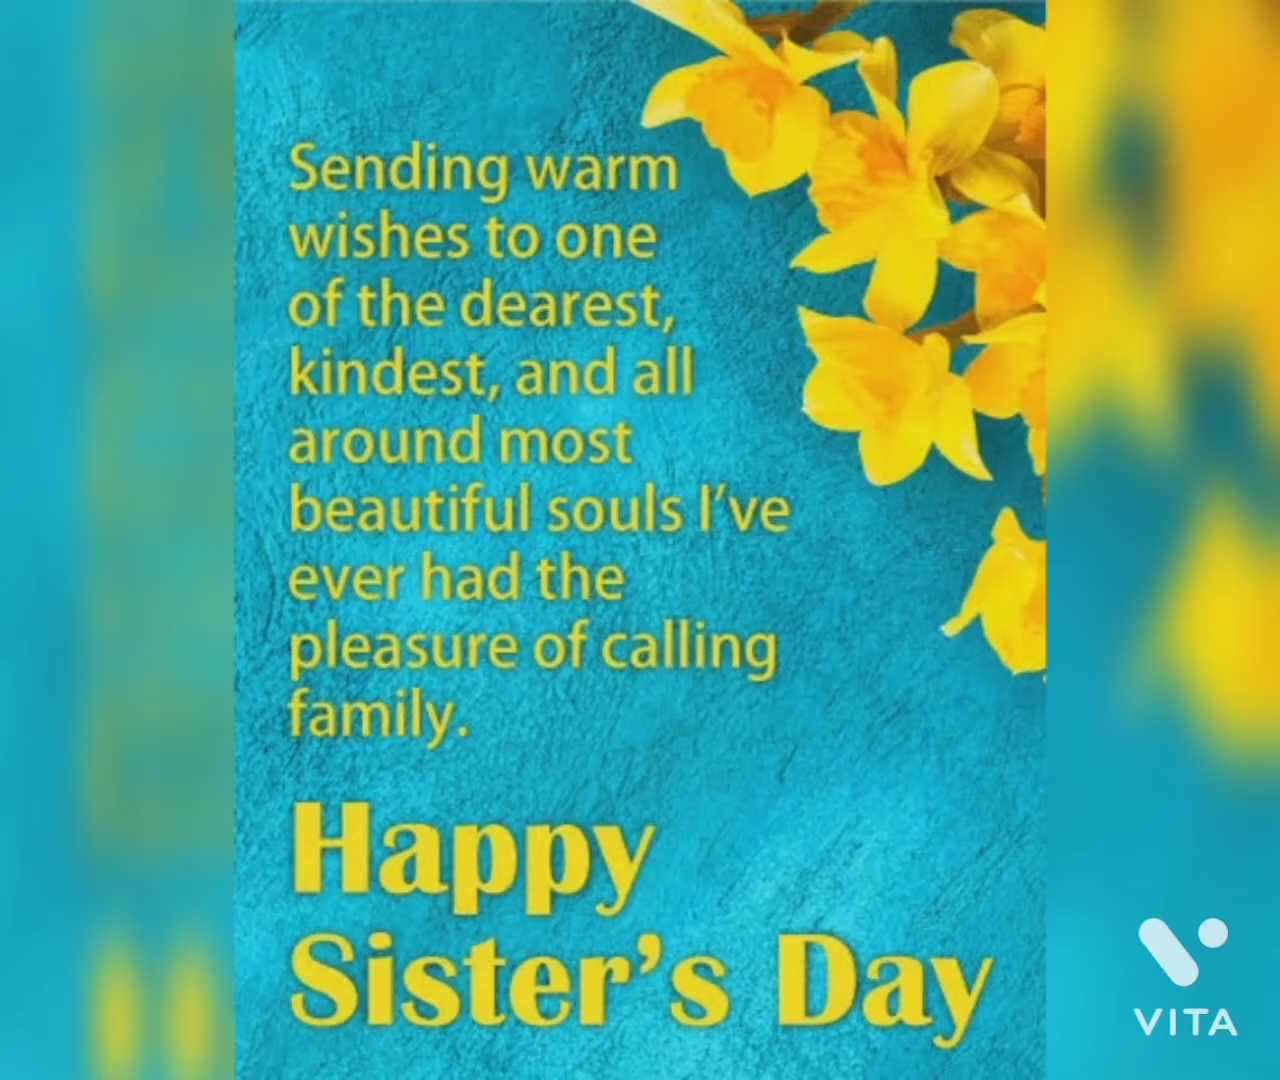 Sending warm
wishes to one
of the dearest,
kindest, and all
around most
beautiful souls I’ve
ever had the
pleasure of calling
family.
Happy
Sister’s Day
VITA